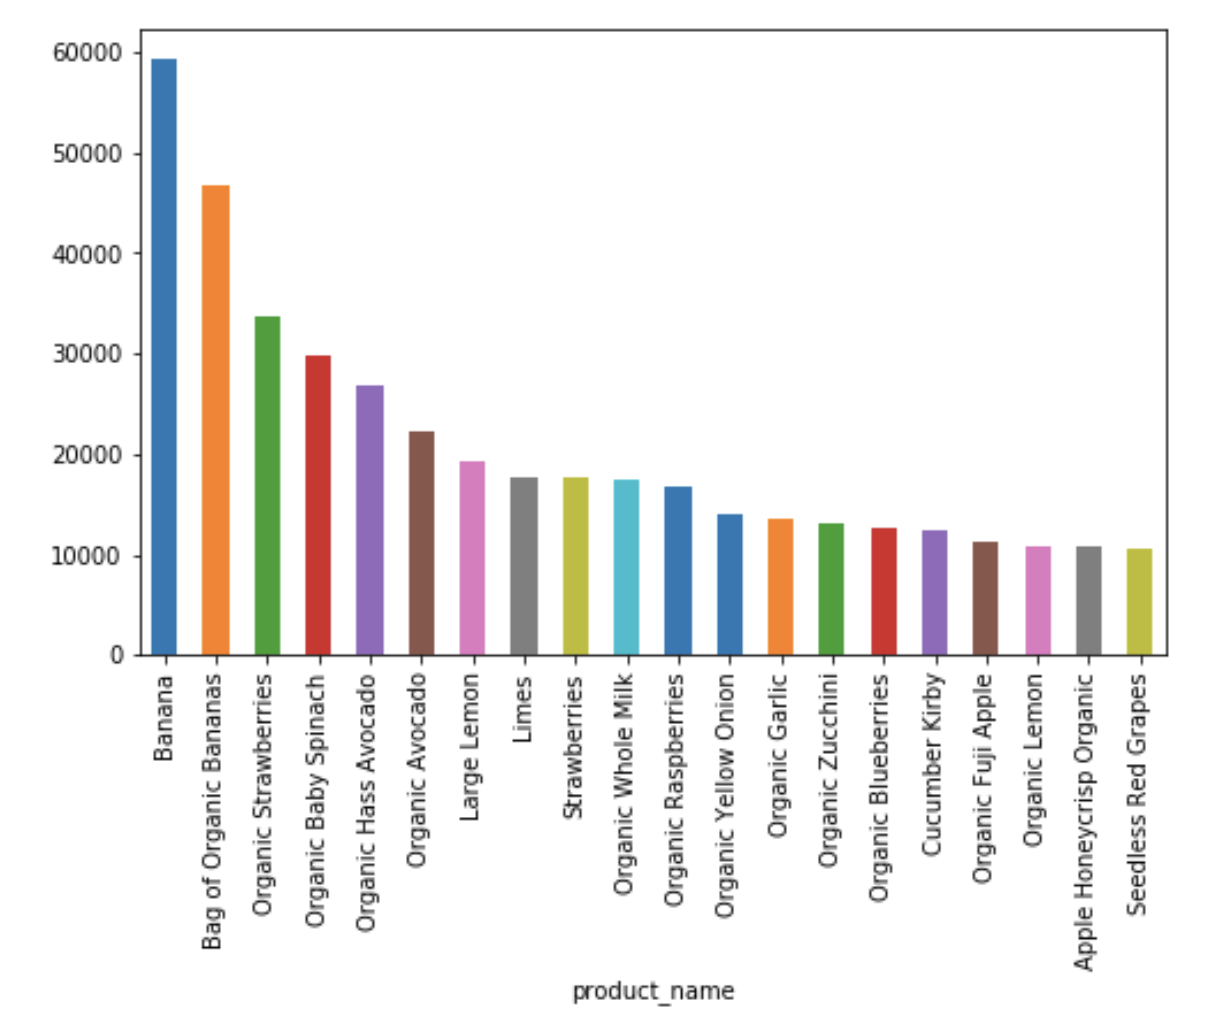 60000
50000
40000
30000
20000
10000
0
Banana
Bag of Organic Bananas
Organic Strawberries
Organic Baby Spinach
Organic Hass Avocado
Organic Avocado
Large Lemon
Limes
Strawberries
Organic Whole Milk
Organic Raspberries
Organic Yellow Onion
Organic Garlic
Organic Zucchini
Organic Blueberries
Cucumber Kirby
Organic Fuji Apple
Organic Lemon
Apple Honeycrisp Organic
Seedless Red Grapes
product_name